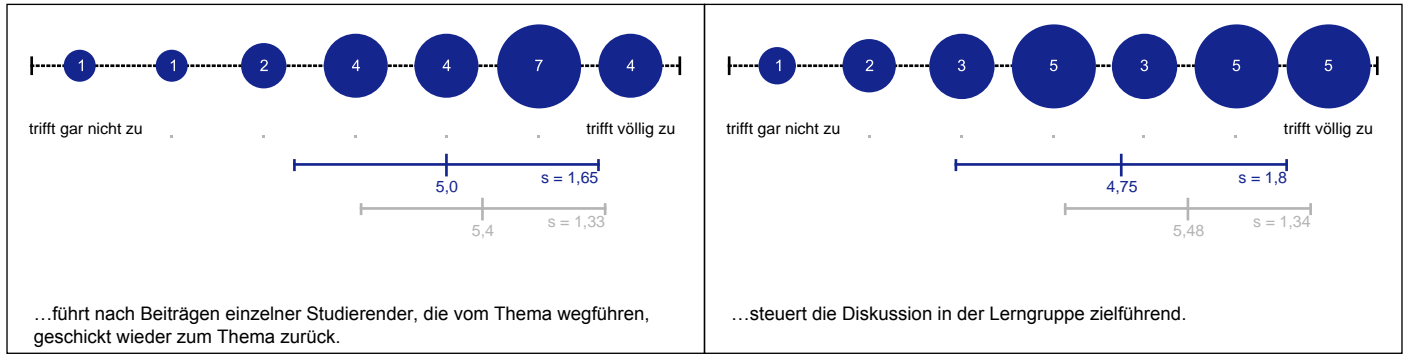 1 1 2 4 4 7 4
trifft gar nicht zu . . . . . trifft völlig zu
5,0 s = 1,65
5,4 s = 1,33
…führt nach Beiträgen einzelner Studierender, die vom Thema wegführen,
geschickt wieder zum Thema zurück.
1 2 3 5 3 5 5
trifft gar nicht zu . . . . . trifft völlig zu
4,75 s = 1,8
5,48 s = 1,34
…steuert die Diskussion in der Lerngruppe zielführend.